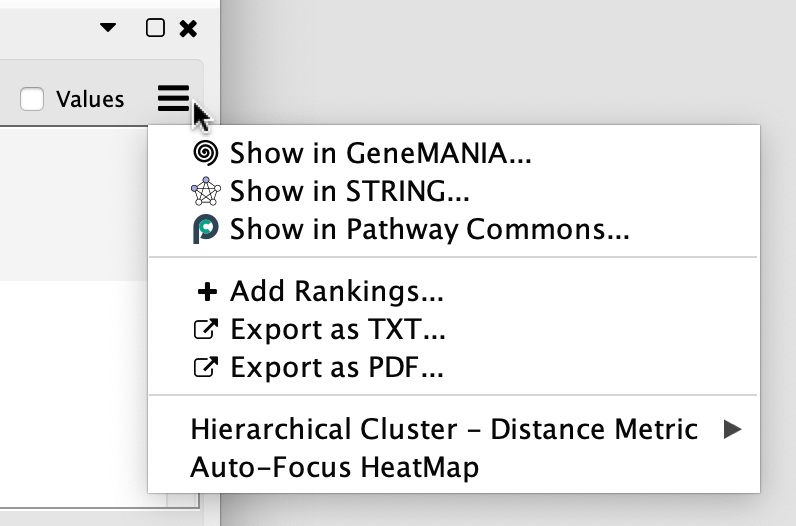 Values
Show in GeneMANIA...
Show in STRING...
Show in Pathway Commons...
Add Rankings...
Export as TXT...
Export as PDF...
Hierarchical Cluster - Distance Metric
Auto-Focus HeatMap